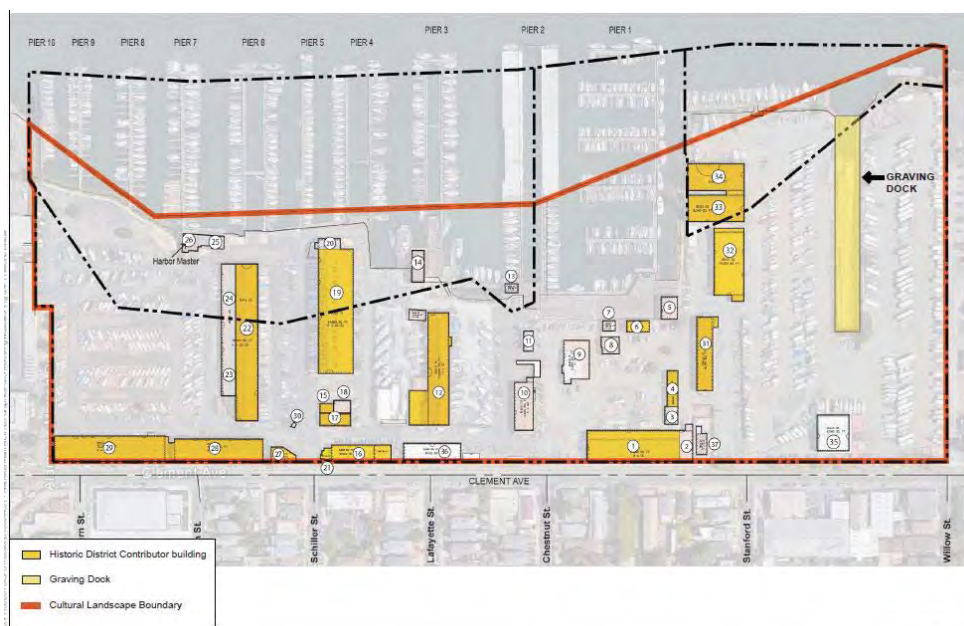 PIER 10
PIER 9
PIER 8
PIER 7
PIER 6
PIER 5
PIER 4
PIER 3
PIER 2
PIER 1
GRAVING
DOCK
34
33
32
26
25
Harbor Master
20
14
13
24
19
22
7
6
5
8
11
9
31
23
12
10
4
3
15
18
17
30
29
28
27
21
16
36
1
2
37
35
Clement Ave
CLEMENT AVE
Schiller St.
Lafayette St.
Chestnut St.
Stanford St.
Willow St.
Historic District Contributor building
Graving Dock
Cultural Landscape Boundary